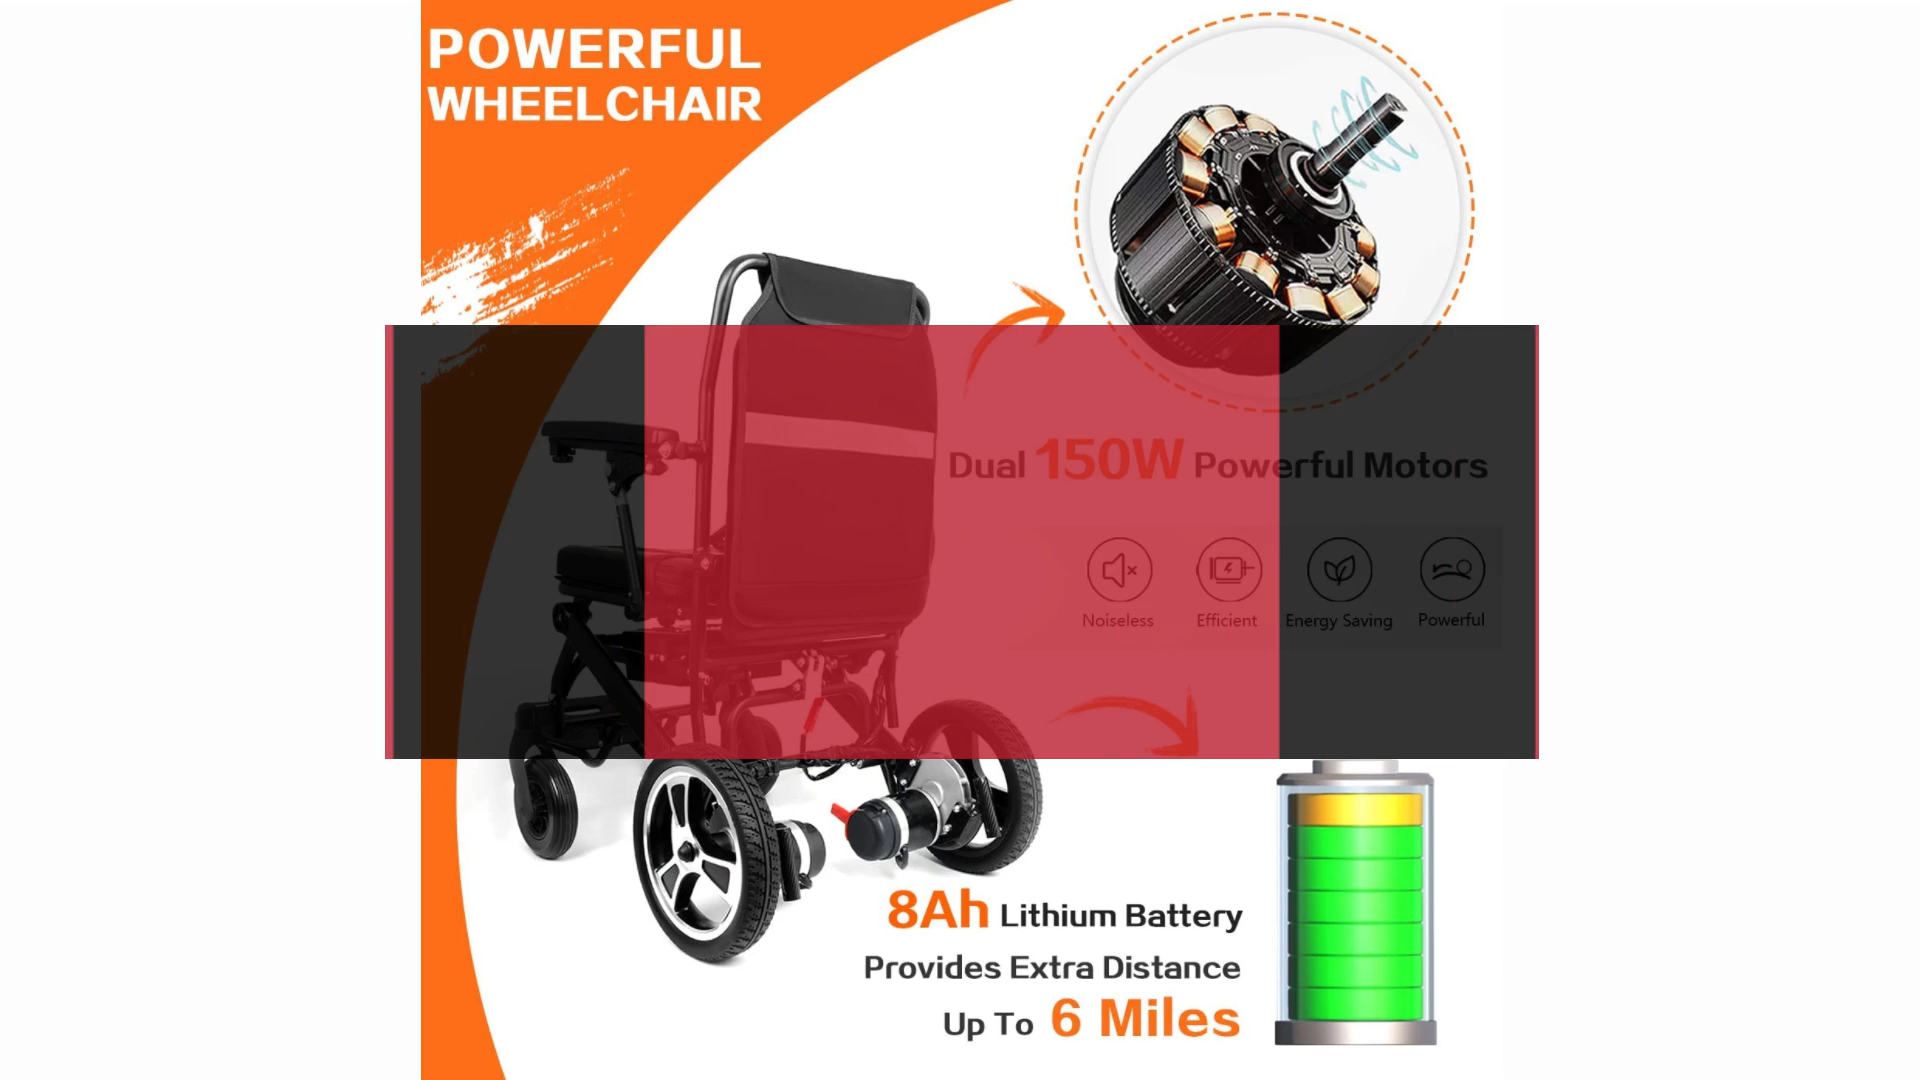 POWERFUL
WHEELCHAIR
Dual 150W Powerful Motors
Noiseless Efficient Energy Saving Powerful
8Ah Lithium Battery
Provides Extra Distance
Up To 6 Miles